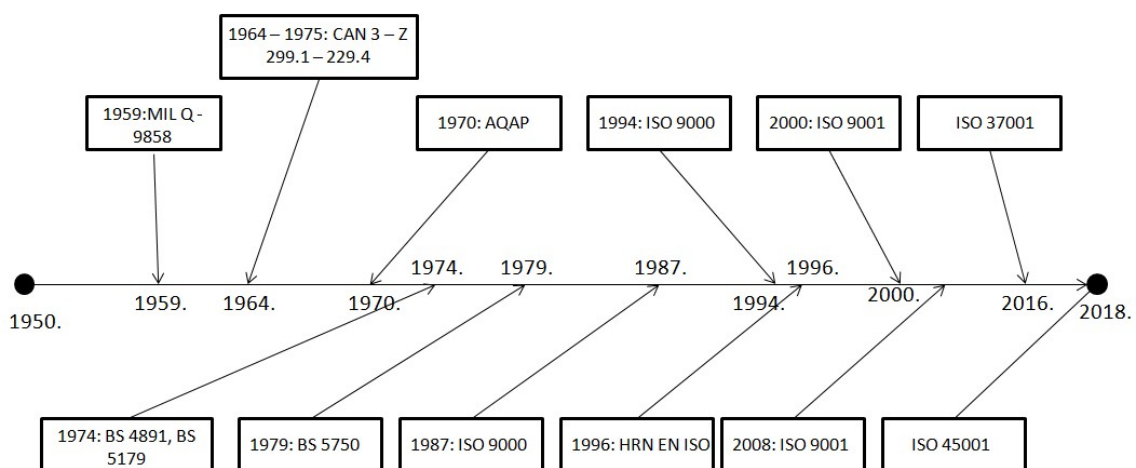 1964 – 1975: CAN 3 – Z
299.1 – 229.4
1959:MIL Q -
9858
1970: AQAP
1994: ISO 9000
2000: ISO 9001
ISO 37001
1974.
1979.
1987.
1996.
1950.
1959.
1964.
1970.
1994.
2000.
2016.
2018.
1974: BS 4891, BS
5179
1979: BS 5750
1987: ISO 9000
1996: HRN EN ISO
2008: ISO 9001
ISO 45001